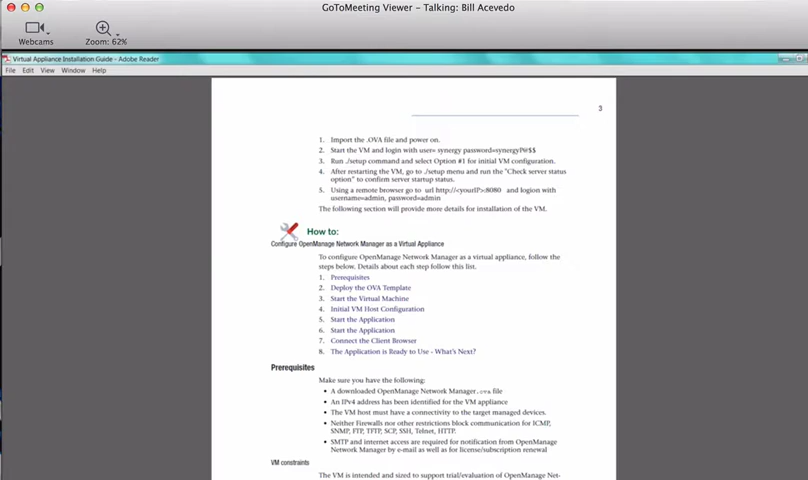 GoToMeeting Viewer - Talking: Bill Acevedo
Webcams
Zoom: 62%
Virtual Appliance Installation Guide - Adobe Reader
File Edit View Window Help
3
1. Import the .OVA file and power on.
2. Start the VM and login with user= synergy password=synergyP@$$
3. Run ./setup command and select Option #1 for initial VM configuration.
4. After restarting the VM, go to ./setup menu and run the "Check server status
option" to confirm server startup status.
5. Using a remote browser go to url http://<yourIP>:8080 and logion with
username=admin, password=admin
The following section will provide more details for installation of the VM.
How to:
Configure OpenManage Network Manager as a Virtual Appliance
To configure OpenManage Network Manager as a virtual appliance, follow the
steps below. Details about each step follow this list.
1. Prerequisites
2. Deploy the OVA Template
3. Start the Virtual Machine
4. Initial VM Host Configuration
5. Start the Application
6. Start the Application
7. Connect the Client Browser
8. The Application is Ready to Use - What's Next?
Prerequisites
Make sure you have the following:
• A downloaded OpenManage Network Manager .ova file
• An IPv4 address has been identified for the VM appliance
• The VM host must have a connectivity to the target managed devices.
• Neither Firewalls nor other restrictions block communication for ICMP,
SNMP, FTP, TFTP, SCP, SSH, Telnet, HTTP.
• SMTP and internet access are required for notification from OpenManage
Network Manager by e-mail as well as for license/subscription renewal
VM constraints
The VM is intended and sized to support trial/evaluation of OpenManage Net-